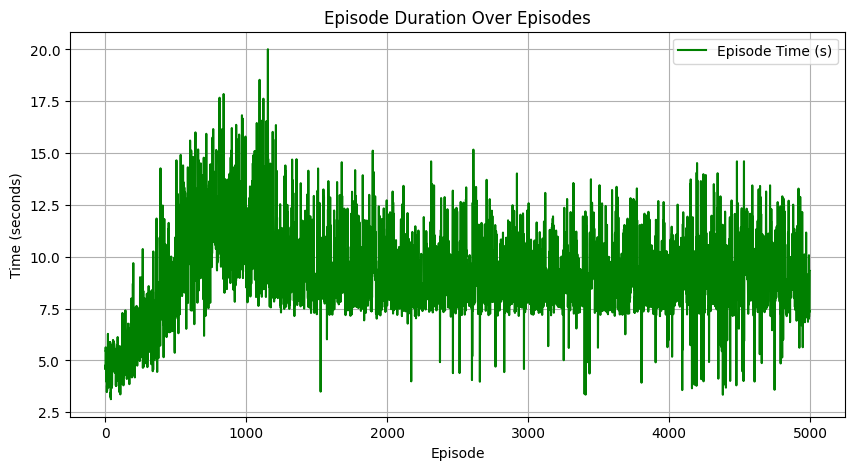 Episode Duration Over Episodes
Episode Time (s)
20.0
17.5
15.0
12.5
10.0
7.5
5.0
2.5
Time (seconds)
0 1000 2000 3000 4000 5000
Episode